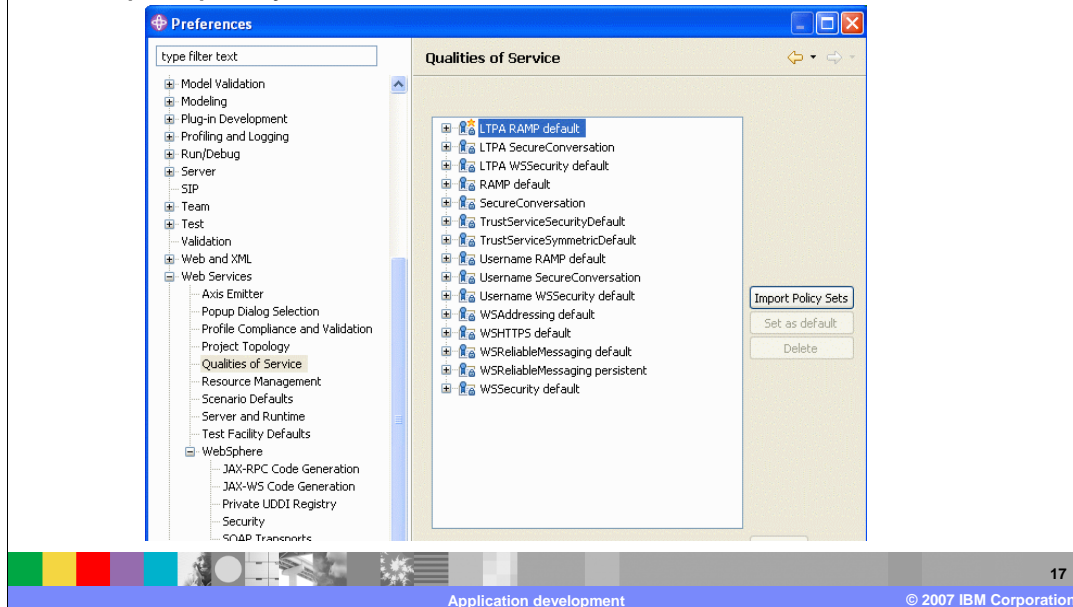 Preferences
type filter text
Model Validation
Modeling
Plug-in Development
Profiling and Logging
Run/Debug
Server
SIP
Team
Test
Validation
Web and XML
Web Services
Axis Emitter
Popup Dialog Selection
Profile Compliance and Validation
Project Topology
Qualities of Service
Resource Management
Scenario Defaults
Server and Runtime
Test Facility Defaults
WebSphere
JAX-RPC Code Generation
JAX-WS Code Generation
Private UDDI Registry
Security
SOAP Transports
Qualities of Service
LTPA RAMP default
LTPA SecureConversation
LTPA WSSecurity default
RAMP default
SecureConversation
TrustServiceSecurityDefault
TrustServiceSymmetricDefault
Username RAMP default
Username SecureConversation
Username WSSecurity default
WSAddressing default
WSHTTPS default
WSReliableMessaging default
WSReliableMessaging persistent
WSSecurity default
Import Policy Sets
Set as default
Delete
17
Application development
© 2007 IBM Corporation